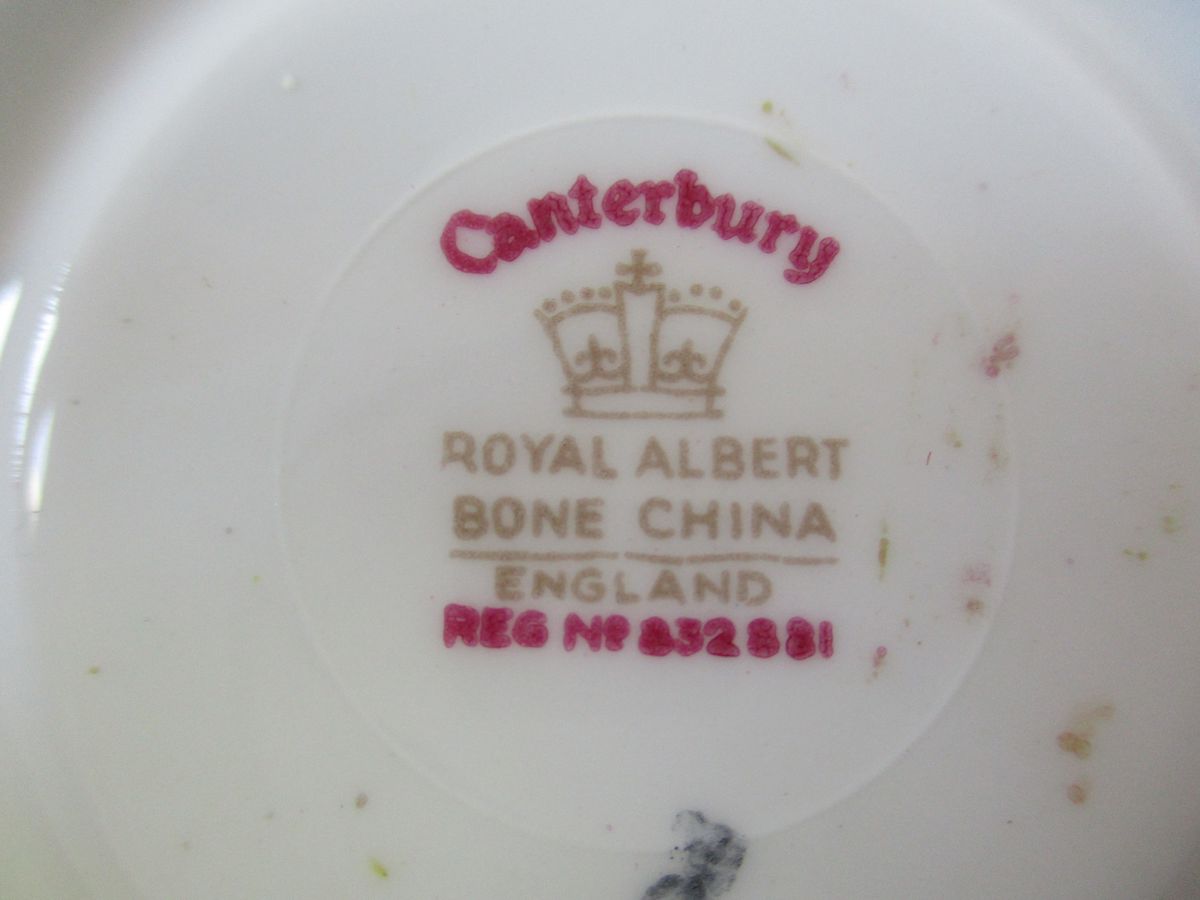 Canterbury
ROYAL ALBERT
BONE CHINA
ENGLAND
REG Nº 832881